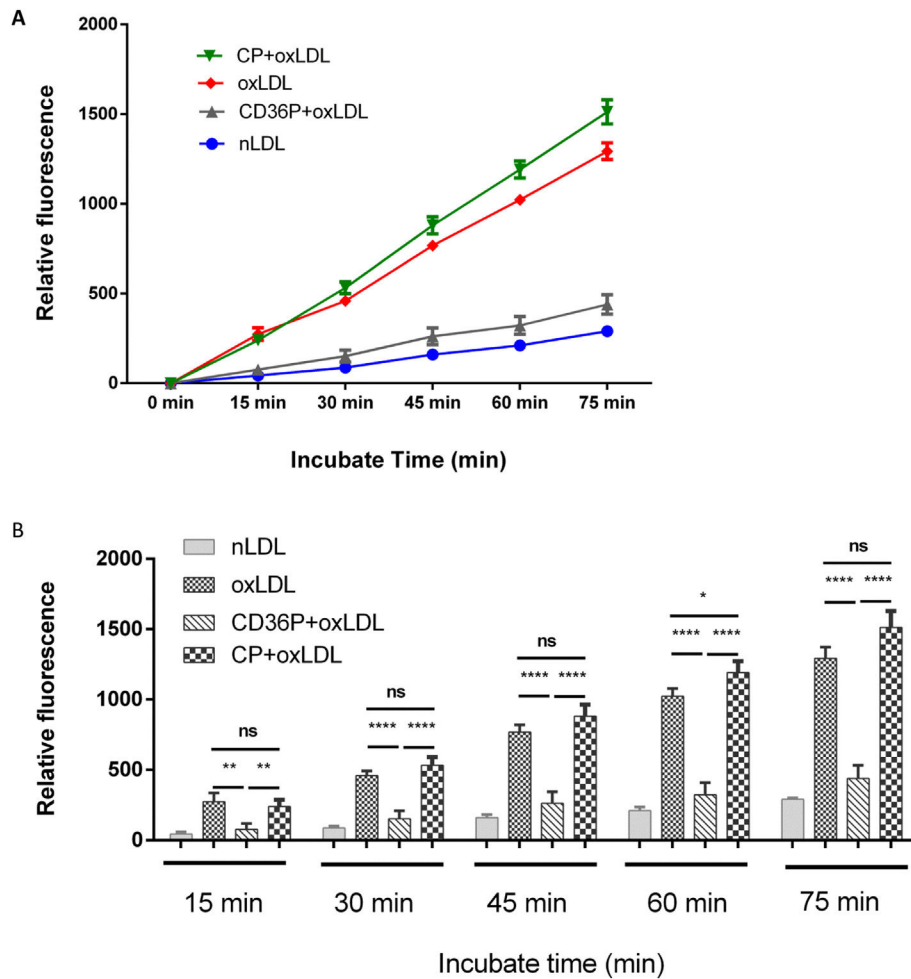 A
Relative fluorescence
2000
1500
1000
500
0
CP+oxLDL
oxLDL
CD36P+oxLDL
nLDL
0 min 15 min 30 min 45 min 60 min 75 min
Incubate Time (min)
B
Relative fluorescence
2000
1500
1000
500
0
nLDL
oxLDL
CD36P+oxLDL
CP+oxLDL
ns
** **
ns
**** ****
ns
**** ****
*
**** ****
ns
**** ****
15 min 30 min 45 min 60 min 75 min
Incubate time (min)